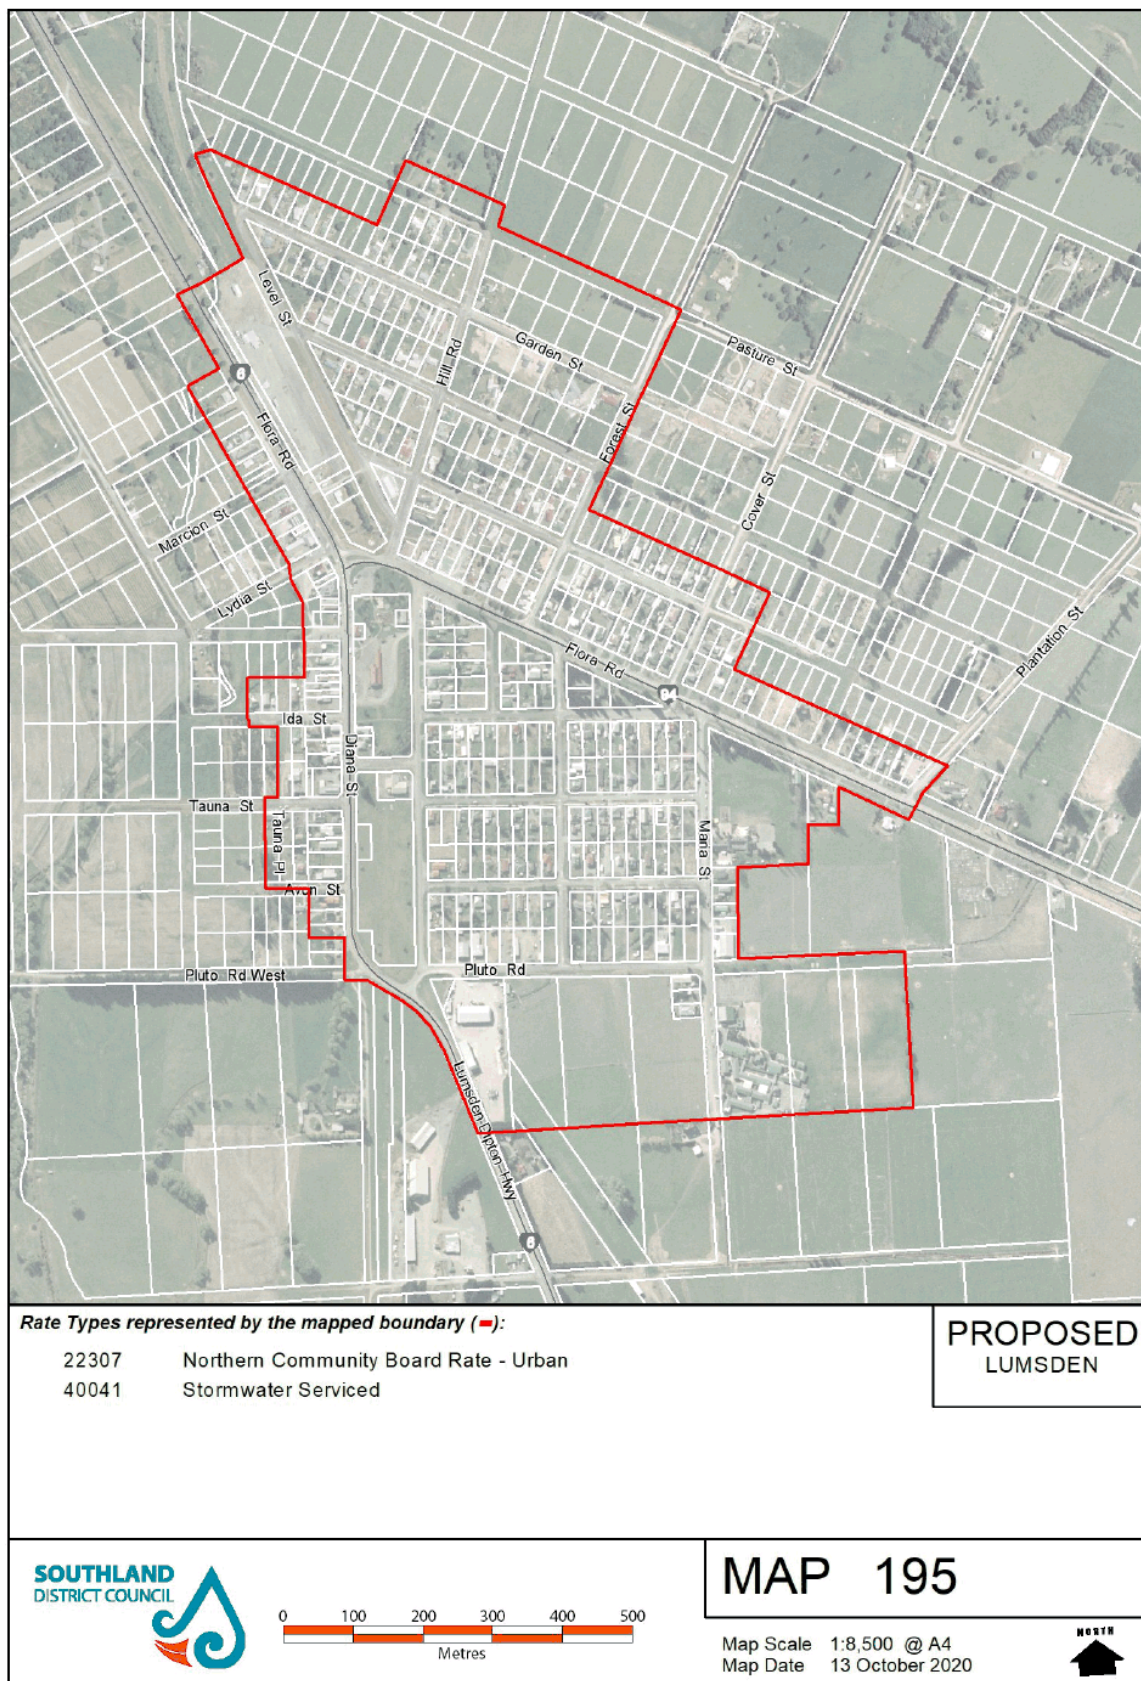 Level St
Hill Rd
Garden St
Pasture St
6
Flora Rd
Forest St
Cover St
Marcion St
Lydia St
Plantation St
Flora Rd
94
Ida St
Diana St
Tauna St
Tauna Pl
Maria St
Avon St
Pluto Rd West
Pluto Rd
Lumsden-Dipton Hwy
6
Rate Types represented by the mapped boundary (-):
22307 Northern Community Board Rate - Urban
40041 Stormwater Serviced
PROPOSED
LUMSDEN
SOUTHLAND
DISTRICT COUNCIL
0 100 200 300 400 500
Metres
MAP 195
Map Scale 1:8,500 @ A4
Map Date 13 October 2020
NORTH